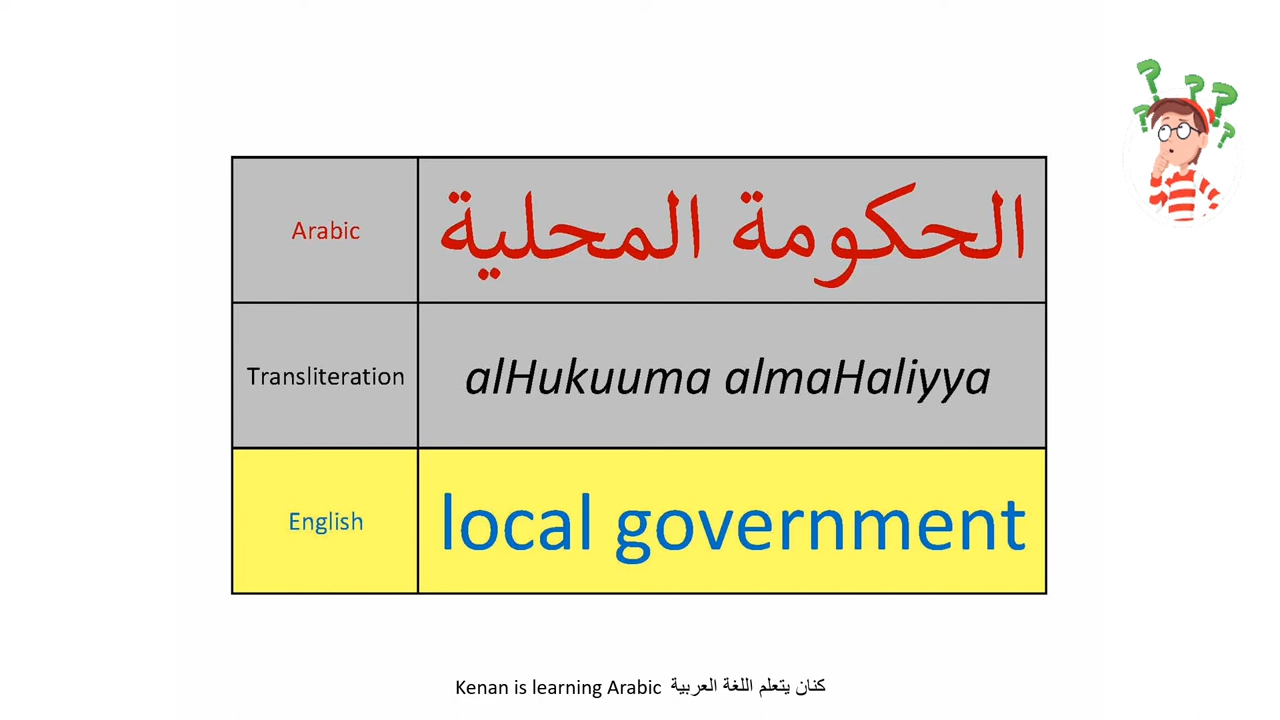 Arabic الحكومة المحلية
Transliteration alHukuuma almaHaliyya
English local government
Kenan is learning Arabic كنان يتعلم اللغة العربية